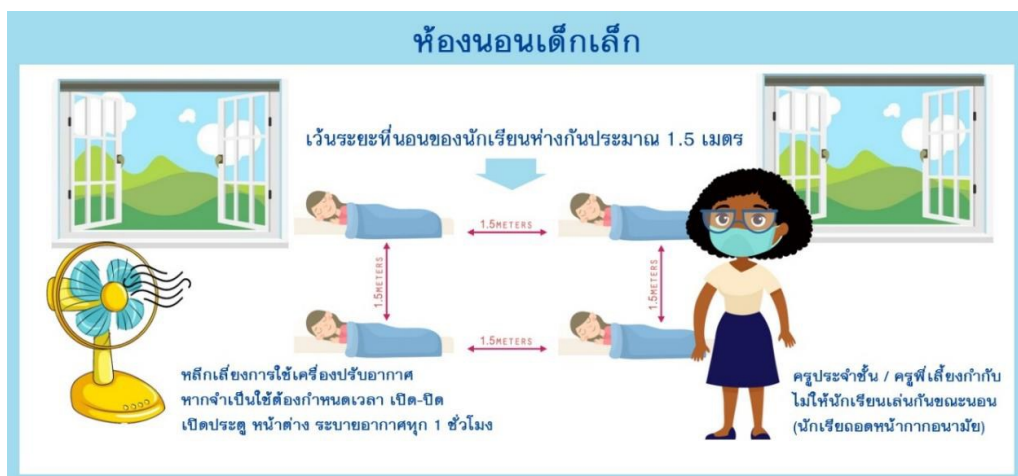 ห้องนอนเด็กเล็ก
เว้นระยะที่นอนของนักเรียนห่างกันประมาณ 1.5 เมตร
1.5METERS
1.5METERS
1.5METERS
1.5METERS
หลีกเลี่ยงการใช้เครื่องปรับอากาศ
หากจำเป็นใช้ต้องกำหนดเวลา เปิด-ปิด
เปิดประตู หน้าต่าง ระบายอากาศทุก 1 ชั่วโมง
ครูประจำชั้น / ครูพี่เลี้ยงกำกับ
ไม่ให้นักเรียนเล่นกันขณะนอน
(นักเรียถอดหน้ากากอนามัย)